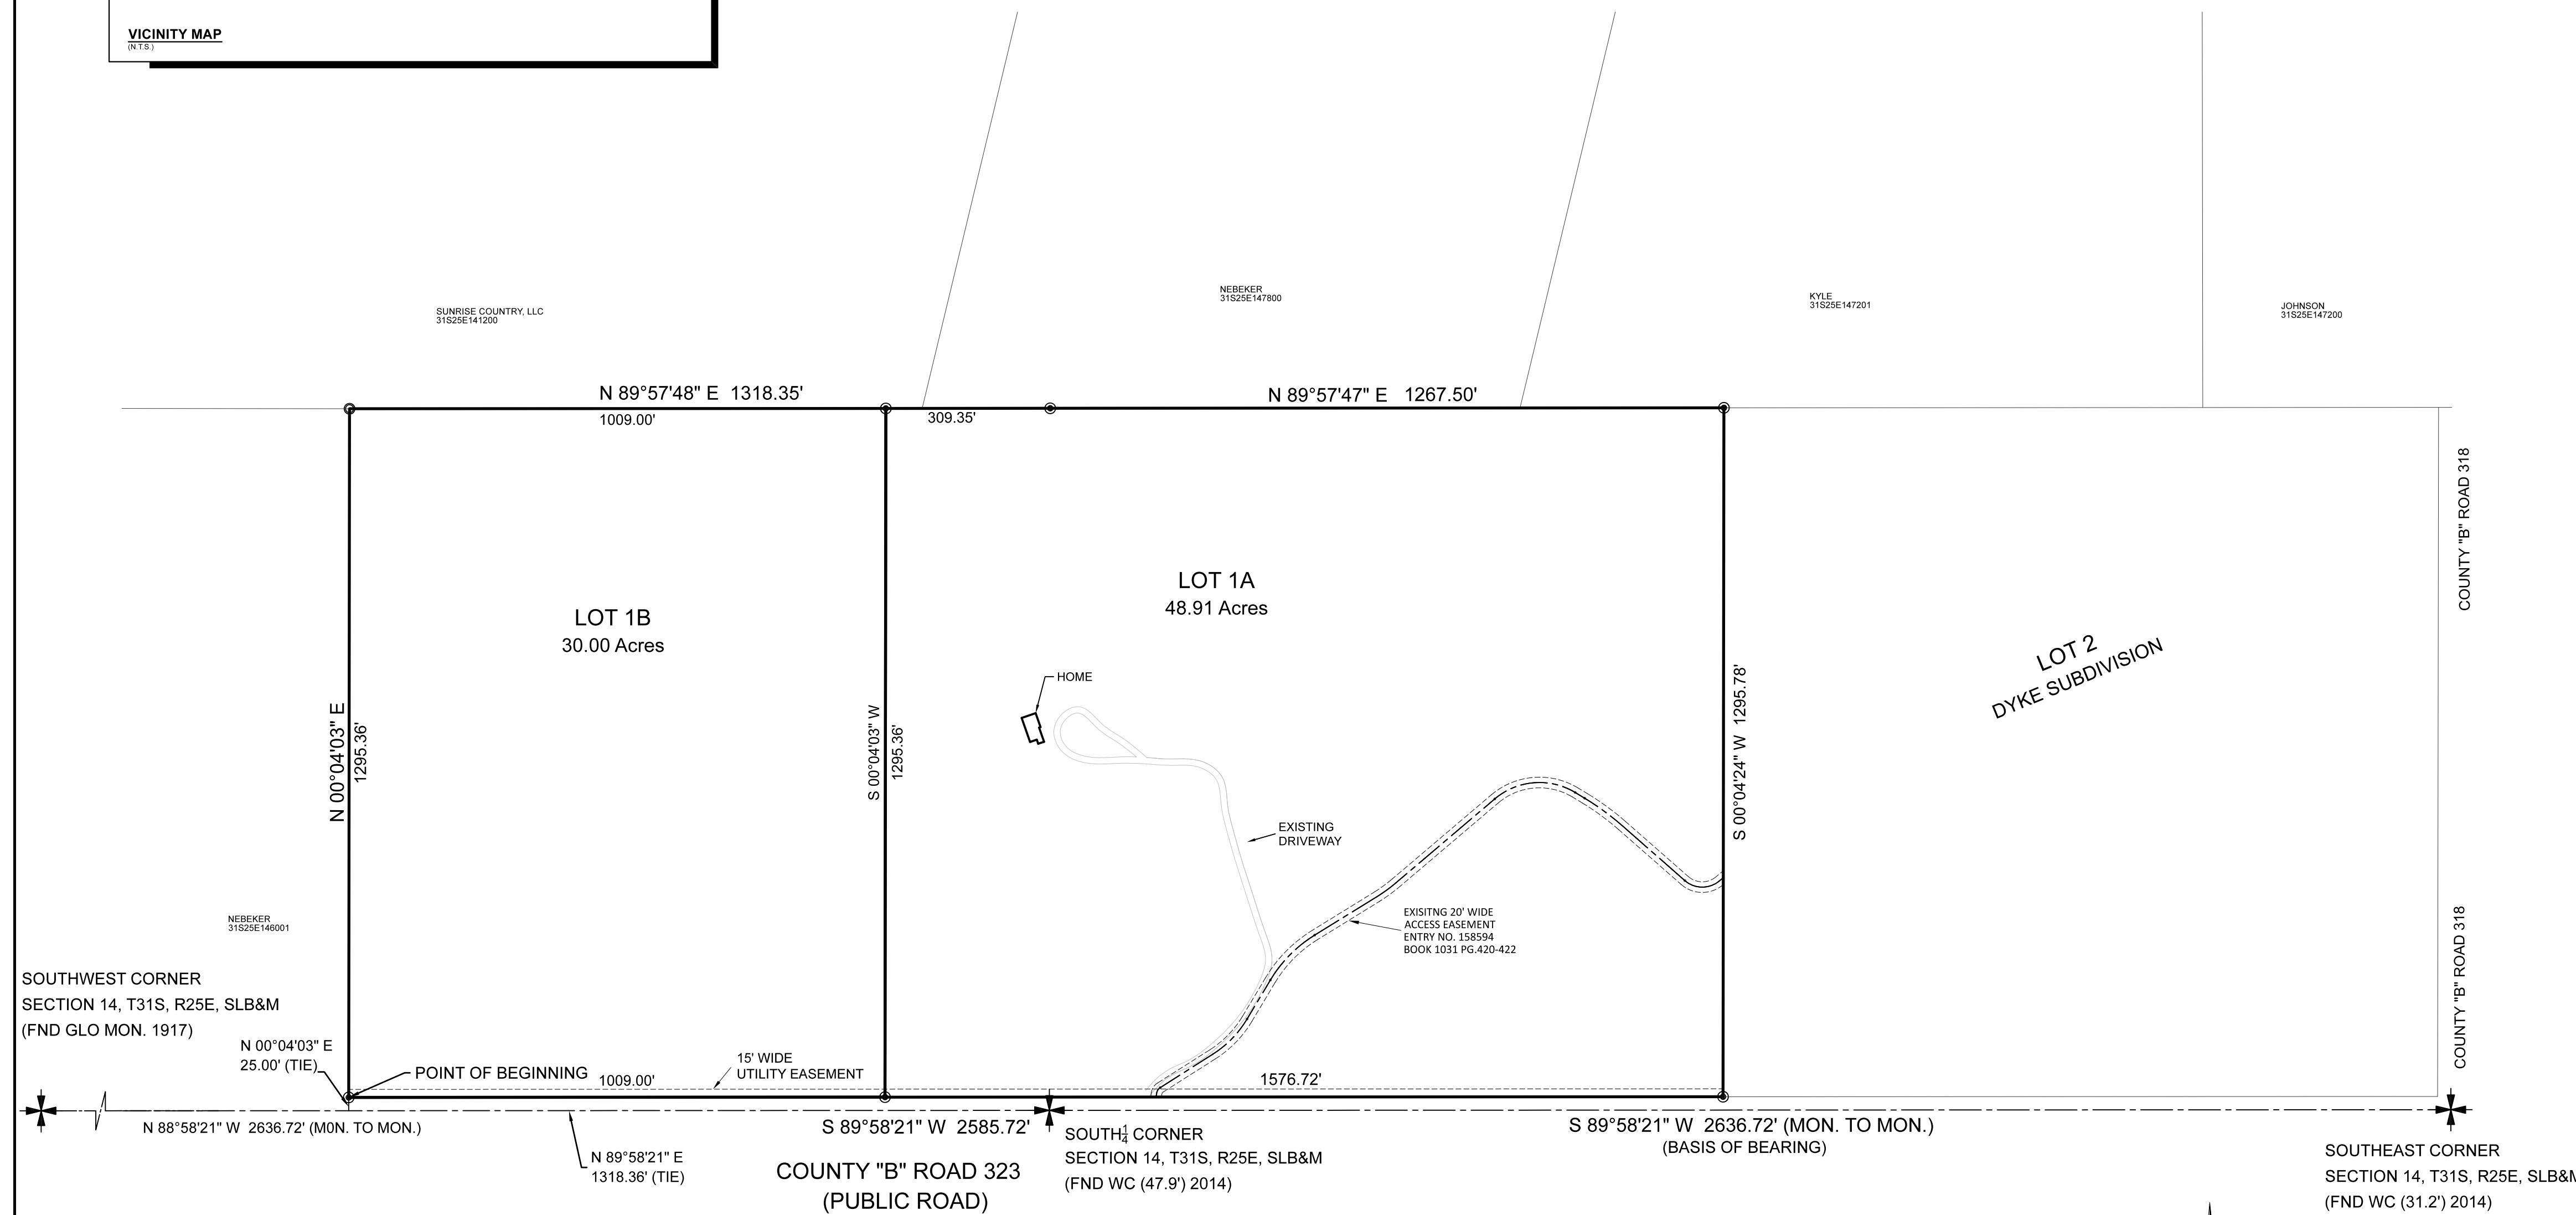 VICINITY MAP
(N.T.S.)
SUNRISE COUNTRY, LLC
31S25E141200
NEBEKER
31S25E147800
KYLE
31S25E147201
JOHNSON
31S25E147200
N 89°57'48" E 1318.35'
1009.00'
309.35'
N 89°57'47" E 1267.50'
COUNTY "B" ROAD 318
LOT 1B
30.00 Acres
LOT 1A
48.91 Acres
LOT 2
DYKE SUBDIVISION
HOME
N 00°04'03" E
1295.36'
S 00°04'03" W
1295.36'
S 00°04'24" W 1295.78'
EXISTING
DRIVEWAY
EXISITNG 20' WIDE
ACCESS EASEMENT
ENTRY NO. 158594
BOOK 1031 PG.420-422
NEBEKER
31S25E146001
COUNTY "B" ROAD 318
SOUTHWEST CORNER
SECTION 14, T31S, R25E, SLB&M
(FND GLO MON. 1917)
N 00°04'03" E
25.00' (TIE)
POINT OF BEGINNING
1009.00'
15' WIDE
UTILITY EASEMENT
1576.72'
N 88°58'21" W 2636.72' (M0N. TO MON.)
S 89°58'21" W 2585.72'
S 89°58'21" W 2636.72' (MON. TO MON.)
(BASIS OF BEARING)
N 89°58'21" E
1318.36' (TIE)
COUNTY "B" ROAD 323
(PUBLIC ROAD)
SOUTH 1/4 CORNER
SECTION 14, T31S, R25E, SLB&M
(FND WC (47.9') 2014)
SOUTHEAST CORNER
SECTION 14, T31S, R25E, SLB&M
(FND WC (31.2') 2014)